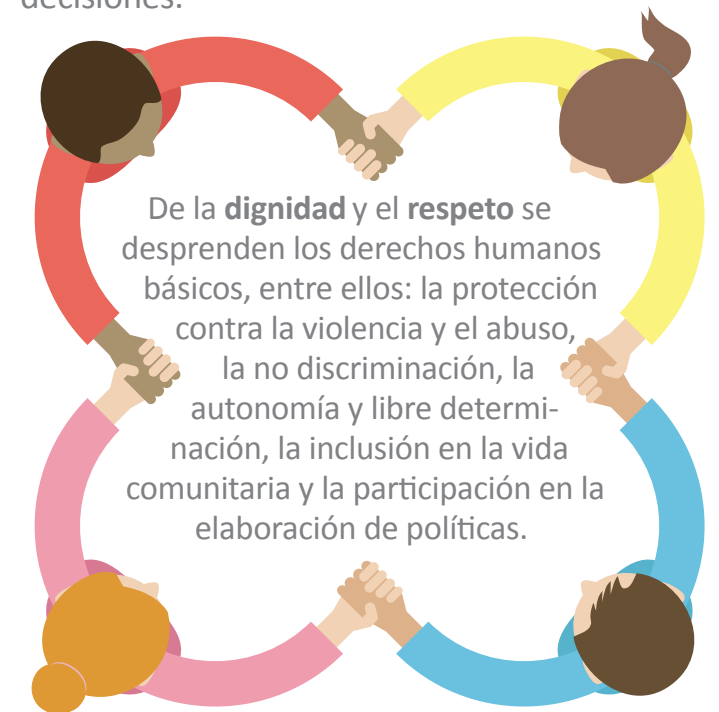 decisiones.
De la dignidad y el respeto se
desprenden los derechos humanos
básicos, entre ellos: la protección
contra la violencia y el abuso,
la no discriminación, la
autonomía y libre determi-
nación, la inclusión en la vida
comunitaria y la participación en la
elaboración de políticas.